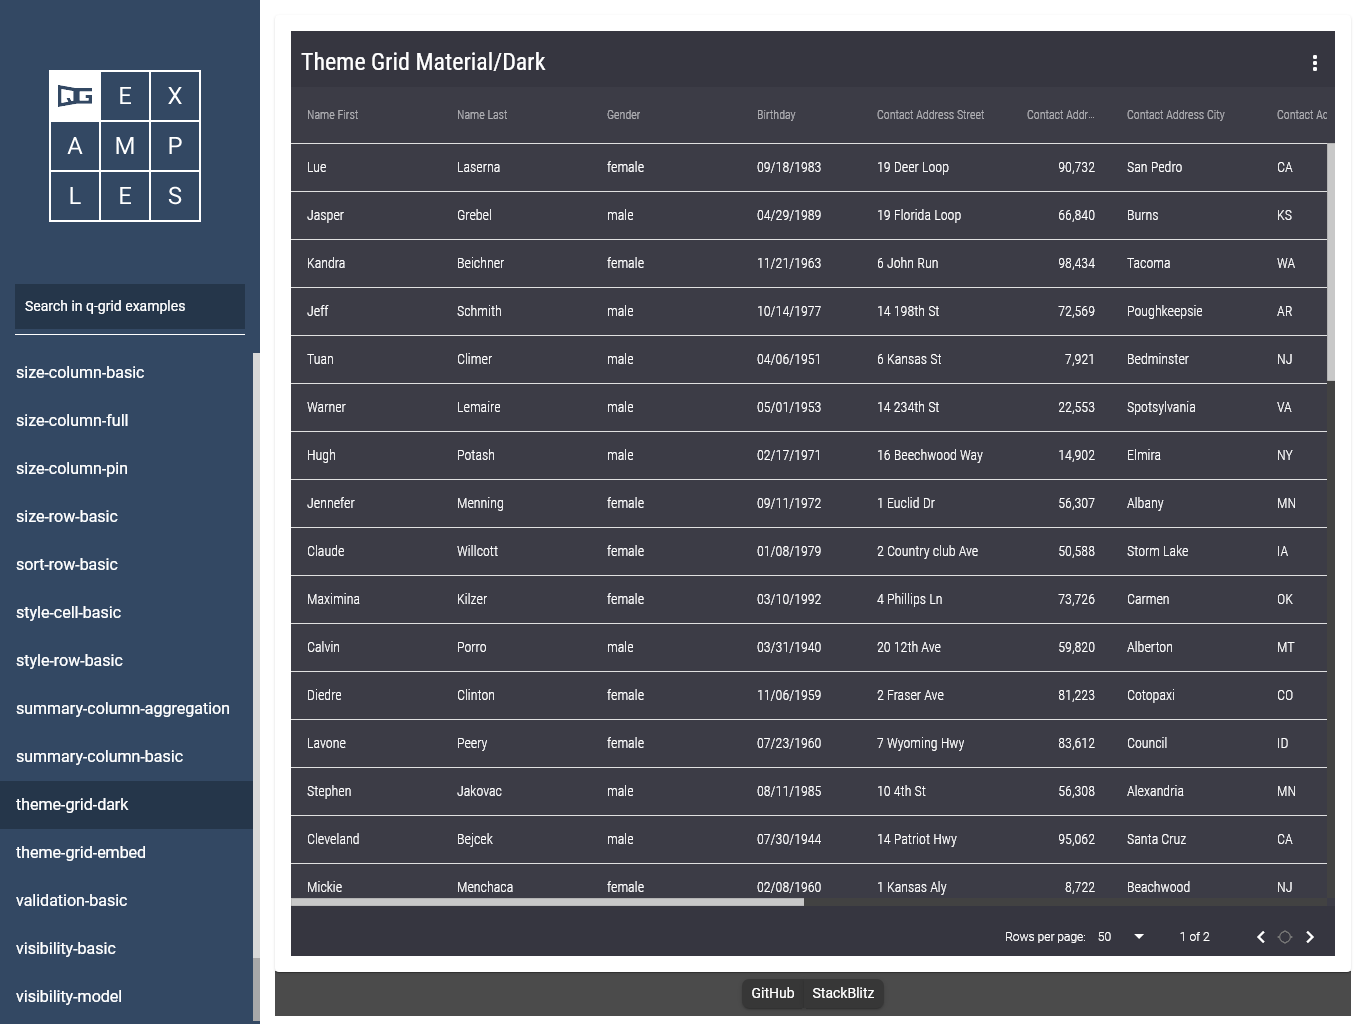 QG E X
A M P
L E S
Search in q-grid examples
size-column-basic
size-column-full
size-column-pin
size-row-basic
sort-row-basic
style-cell-basic
style-row-basic
summary-column-aggregation
summary-column-basic
theme-grid-dark
theme-grid-embed
validation-basic
visibility-basic
visibility-model
Theme Grid Material/Dark
Name First Name Last Gender Birthday Contact Address Street Contact Addr... Contact Address City Contact Ac
Lue Laserna female 09/18/1983 19 Deer Loop 90,732 San Pedro CA
Jasper Grebel male 04/29/1989 19 Florida Loop 66,840 Burns KS
Kandra Beichner female 11/21/1963 6 John Run 98,434 Tacoma WA
Jeff Schmith male 10/14/1977 14 198th St 72,569 Poughkeepsie AR
Tuan Climer male 04/06/1951 6 Kansas St 7,921 Bedminster NJ
Warner Lemaire male 05/01/1953 14 234th St 22,553 Spotsylvania VA
Hugh Potash male 02/17/1971 16 Beechwood Way 14,902 Elmira NY
Jennefer Menning female 09/11/1972 1 Euclid Dr 56,307 Albany MN
Claude Willcott female 01/08/1979 2 Country club Ave 50,588 Storm Lake IA
Maximina Kilzer female 03/10/1992 4 Phillips Ln 73,726 Carmen OK
Calvin Porro male 03/31/1940 20 12th Ave 59,820 Alberton MT
Diedre Clinton female 11/06/1959 2 Fraser Ave 81,223 Cotopaxi CO
Lavone Peery female 07/23/1960 7 Wyoming Hwy 83,612 Council ID
Stephen Jakovac male 08/11/1985 10 4th St 56,308 Alexandria MN
Cleveland Bejcek male 07/30/1944 14 Patriot Hwy 95,062 Santa Cruz CA
Mickie Menchaca female 02/08/1960 1 Kansas Aly 8,722 Beachwood NJ
Rows per page: 50 1 of 2
GitHub StackBlitz